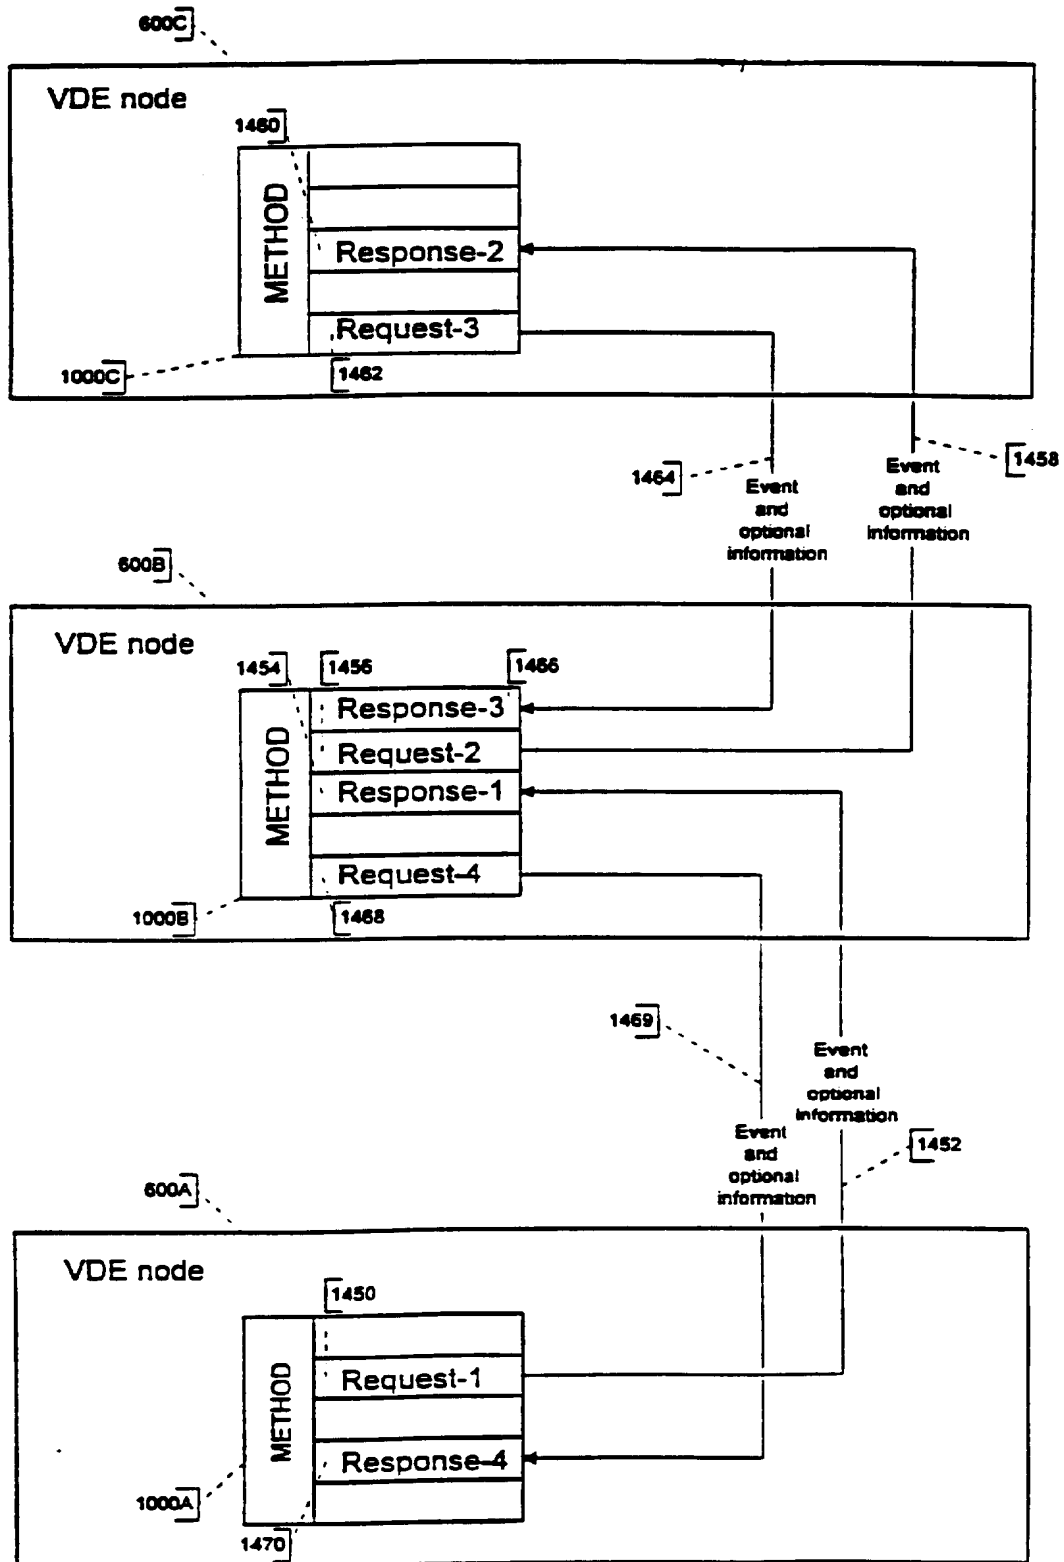 600C
VDE node
1460
METHOD
Response-2
Request-3
1000C
1462
1464
1458
Event
and
optional
information
Event
and
optional
information
600B
VDE node
1454
1456
1466
METHOD
Response-3
Request-2
Response-1
Request-4
1000B
1468
1469
Event
and
optional
information
1452
Event
and
optional
information
600A
VDE node
1450
METHOD
Request-1
Response-4
1000A
1470